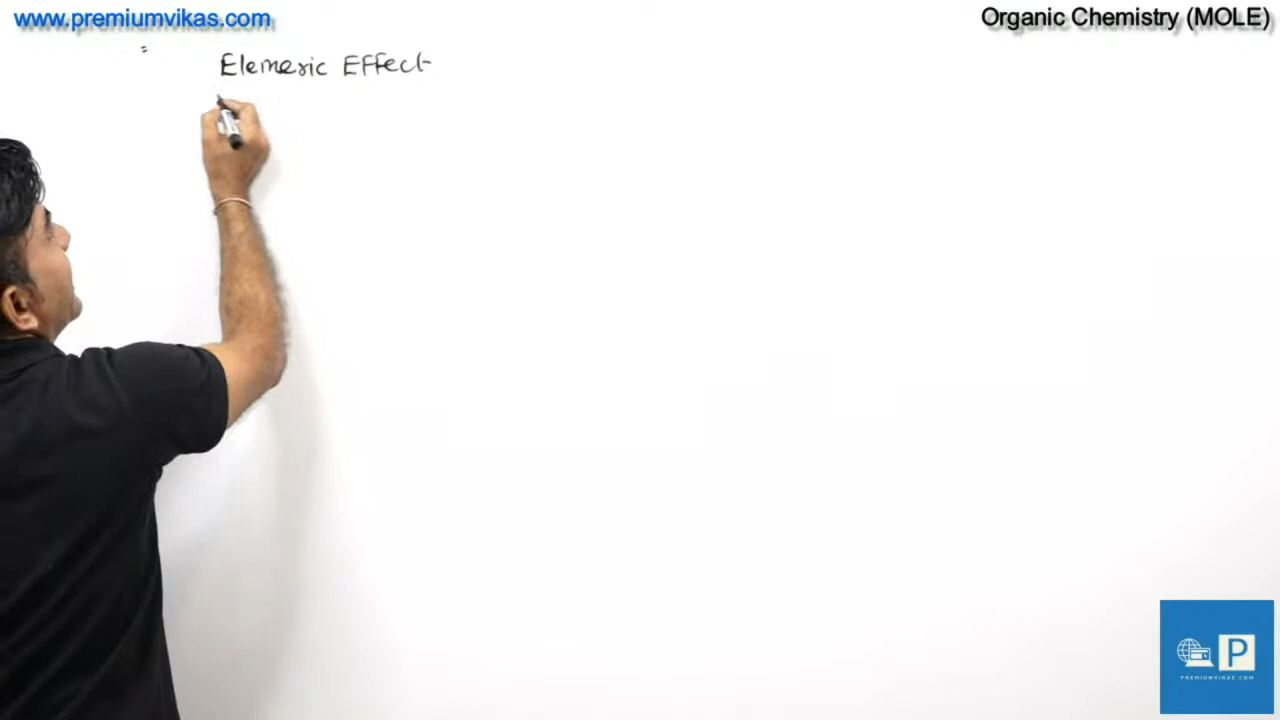 www.premiumvikas.com
Organic Chemistry (MOLE)
Elemeric Effect
P
PREMIUMVIKAS.COM